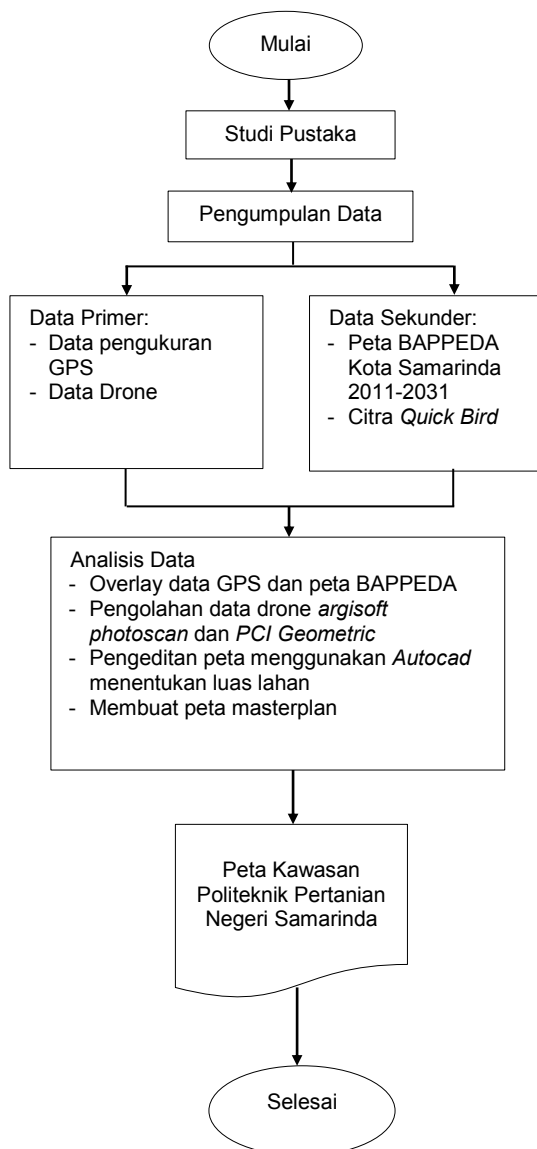 Mulai
Studi Pustaka
Pengumpulan Data
Data Primer:
- Data pengukuran
GPS
- Data Drone
Data Sekunder:
- Peta BAPPEDA
Kota Samarinda
2011-2031
- Citra Quick Bird
Analisis Data
- Overlay data GPS dan peta BAPPEDA
- Pengolahan data drone argisoft
photoscan dan PCI Geometric
- Pengeditan peta menggunakan Autocad
menentukan luas lahan
- Membuat peta masterplan
Peta Kawasan
Politeknik Pertanian
Negeri Samarinda
Selesai